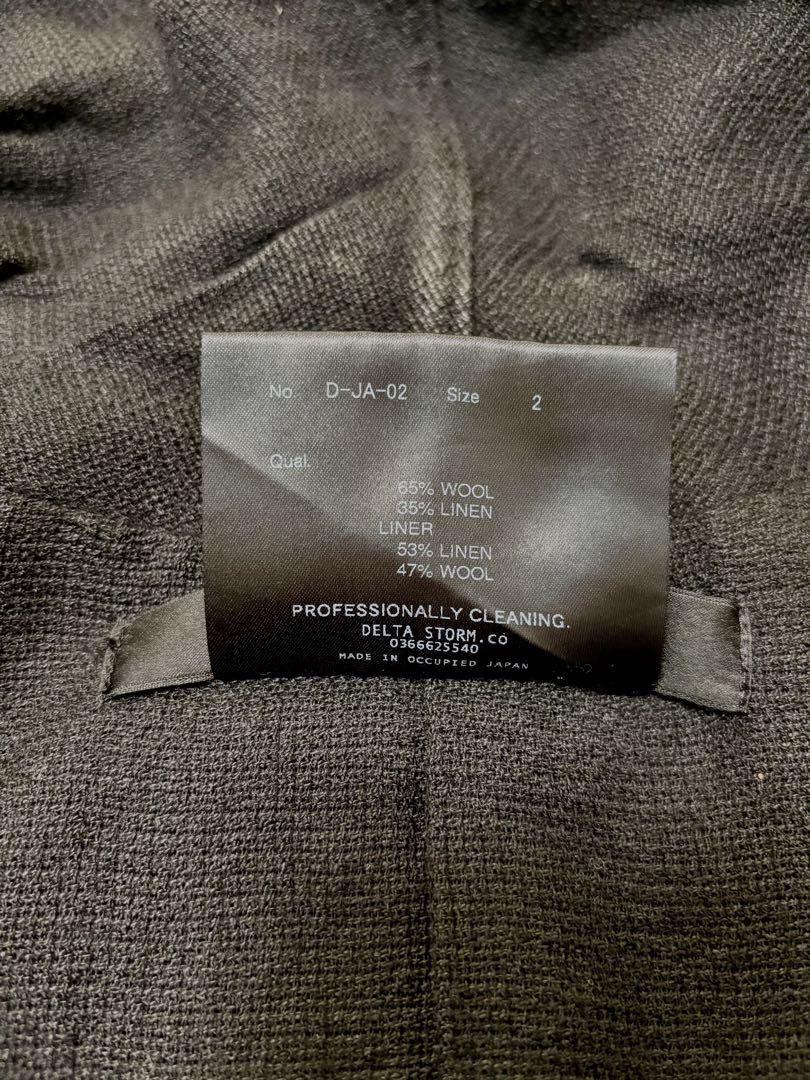 No. D-JA-02 Size 2
Qual.
65% WOOL
35% LINEN
LINER
53% LINEN
47% WOOL
PROFESSIONALLY CLEANING.
DELTA STORM.co
0366625540
MADE IN OCCUPIED JAPAN